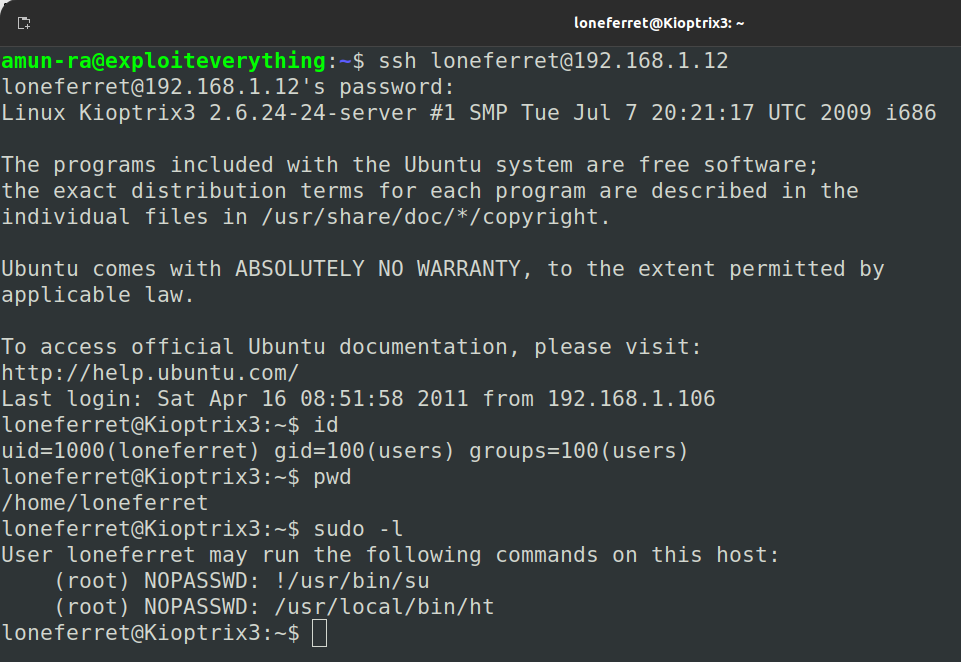 loneferret@Kioptrix3: ~
amun-ra@exploiteverything:~$ ssh loneferret@192.168.1.12
loneferret@192.168.1.12's password:
Linux Kioptrix3 2.6.24-24-server #1 SMP Tue Jul 7 20:21:17 UTC 2009 i686
The programs included with the Ubuntu system are free software;
the exact distribution terms for each program are described in the
individual files in /usr/share/doc/*/copyright.
Ubuntu comes with ABSOLUTELY NO WARRANTY, to the extent permitted by
applicable law.
To access official Ubuntu documentation, please visit:
http://help.ubuntu.com/
Last login: Sat Apr 16 08:51:58 2011 from 192.168.1.106
loneferret@Kioptrix3:~$ id
uid=1000(loneferret) gid=100(users) groups=100(users)
loneferret@Kioptrix3:~$ pwd
/home/loneferret
loneferret@Kioptrix3:~$ sudo -l
User loneferret may run the following commands on this host:
    (root) NOPASSWD: !/usr/bin/su
    (root) NOPASSWD: /usr/local/bin/ht
loneferret@Kioptrix3:~$